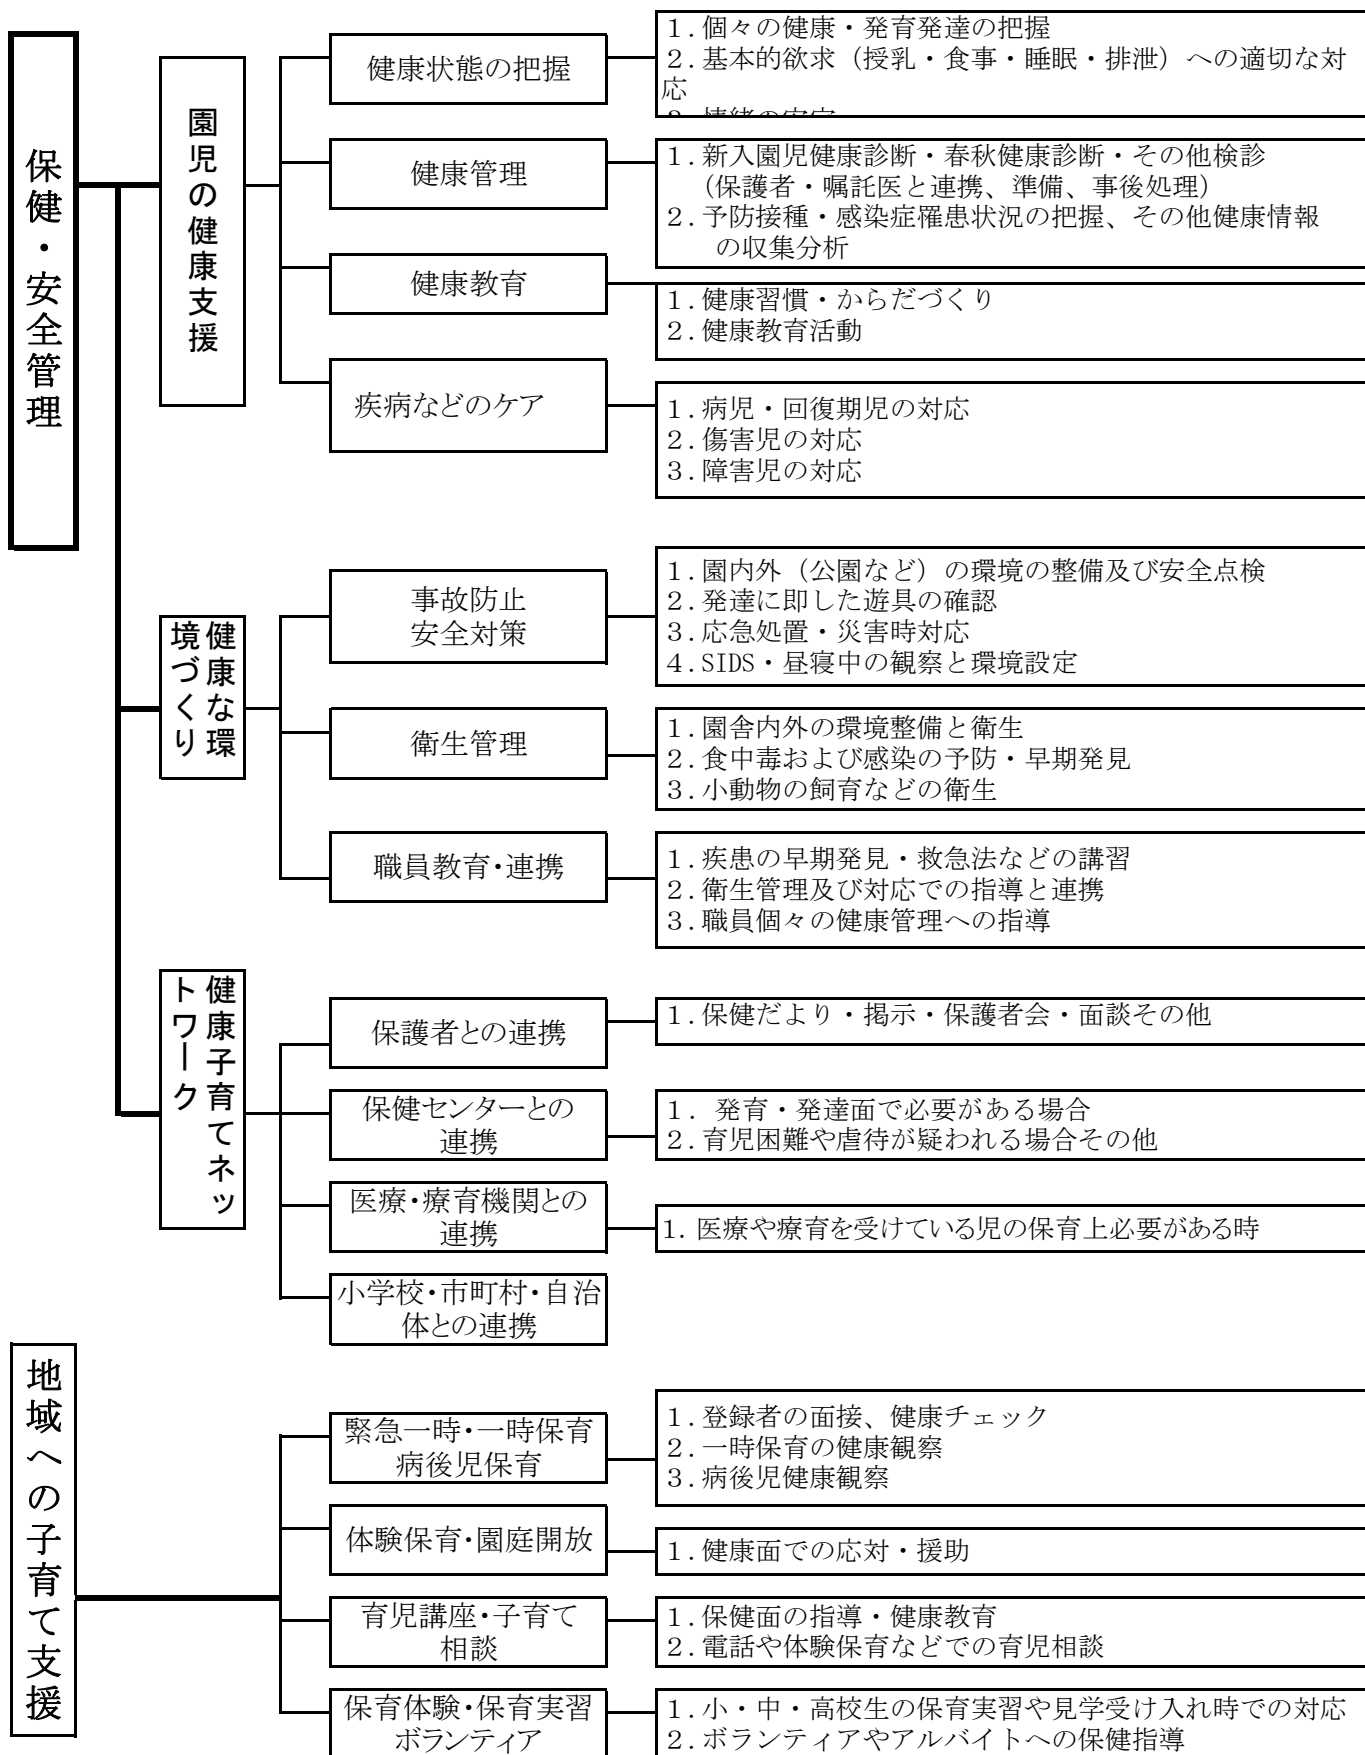 保健・安全管理
園児の健康支援
健康状態の把握
１.個々の健康・発育発達の把握
２.基本的欲求（授乳・食事・睡眠・排泄）への適切な対
応
健康管理
１.新入園児健康診断・春秋健康診断・その他検診
(保護者・嘱託医と連携、準備、事後処理)
２.予防接種・感染症罹患状況の把握、その他健康情報
の収集分析
健康教育
１.健康習慣・からだづくり
２.健康教育活動
疾病などのケア
１.病児・回復期児の対応
２.傷害児の対応
３.障害児の対応
健康な環
境づくり
事故防止
安全対策
１.園内外（公園など）の環境の整備及び安全点検
２.発達に即した遊具の確認
３.応急処置・災害時対応
４.SIDS・昼寝中の観察と環境設定
衛生管理
１.園舎内外の環境整備と衛生
２.食中毒および感染の予防・早期発見
３.小動物の飼育などの衛生
職員教育・連携
１.疾患の早期発見・救急法などの講習
２.衛生管理及び対応での指導と連携
３.職員個々の健康管理への指導
健康子育てネッ
トワーク
保護者との連携
１.保健だより・掲示・保護者会・面談その他
保健センターとの
連携
１. 発育・発達面で必要がある場合
２.育児困難や虐待が疑われる場合その他
医療・療育機関との
連携
１.医療や療育を受けている児の保育上必要がある時
小学校・市町村・自治
体との連携
地域への子育て支援
緊急一時・一時保育
病後児保育
１.登録者の面接、健康チェック
２.一時保育の健康観察
３.病後児健康観察
体験保育・園庭開放
１.健康面での応対・援助
育児講座・子育て
相談
１.保健面の指導・健康教育
２.電話や体験保育などでの育児相談
保育体験・保育実習
ボランティア
１.小・中・高校生の保育実習や見学受け入れ時での対応
２.ボランティアやアルバイトへの保健指導